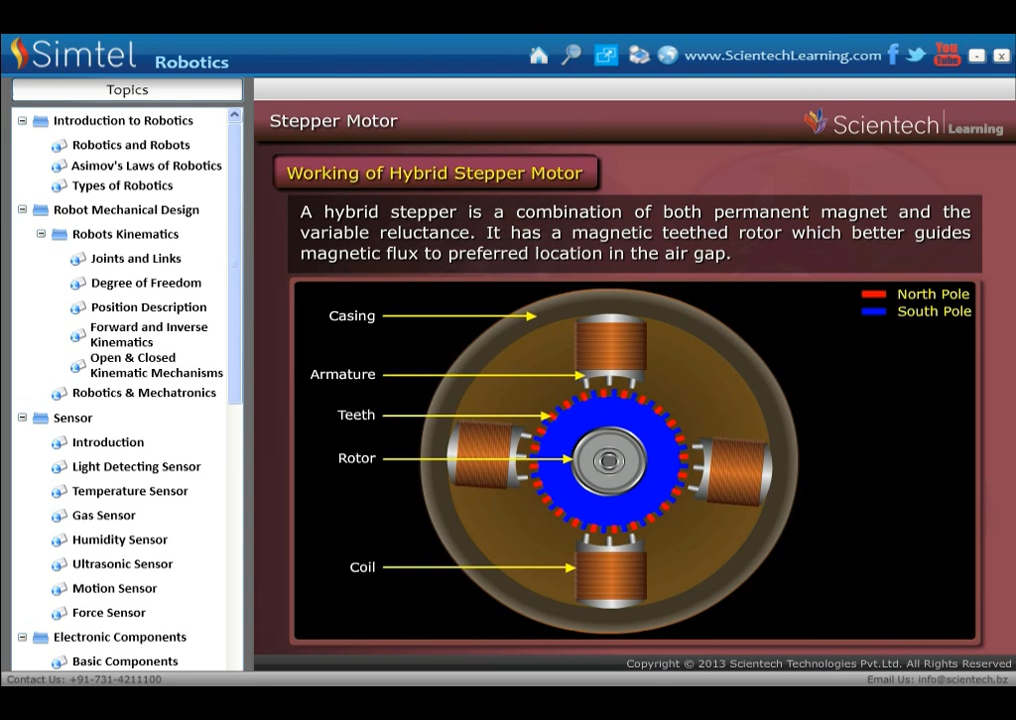 Simtel Robotics
www.ScientechLearning.com
You
Tube
Topics
Introduction to Robotics
Robotics and Robots
Asimov's Laws of Robotics
Types of Robotics
Robot Mechanical Design
Robots Kinematics
Joints and Links
Degree of Freedom
Position Description
Forward and Inverse
Kinematics
Open & Closed
Kinematic Mechanisms
Robotics & Mechatronics
Sensor
Introduction
Light Detecting Sensor
Temperature Sensor
Gas Sensor
Humidity Sensor
Ultrasonic Sensor
Motion Sensor
Force Sensor
Electronic Components
Basic Components
Stepper Motor
Scientech Learning
Working of Hybrid Stepper Motor
A hybrid stepper is a combination of both permanent magnet and the
variable reluctance. It has a magnetic teethed rotor which better guides
magnetic flux to preferred location in the air gap.
North Pole
South Pole
Casing
Armature
Teeth
Rotor
Coil
Copyright © 2013 Scientech Technologies Pvt.Ltd. All Rights Reserved
Contact Us: +91-731-4211100
Email Us: info@scientech.bz